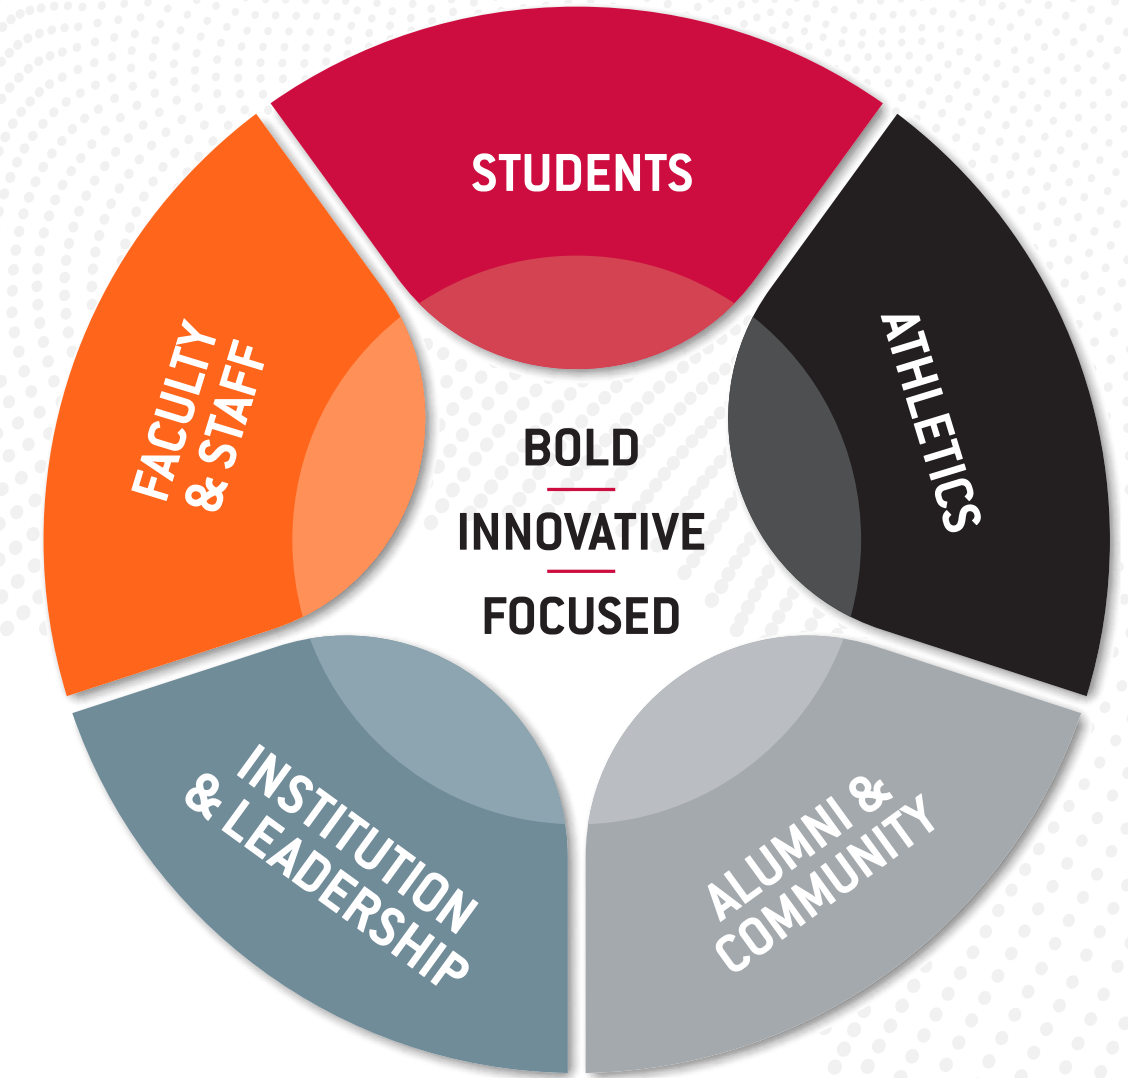 STUDENTS
ATHLETICS
ALUMNI &
COMMUNITY
INSTITUTION
& LEADERSHIP
FACULTY
& STAFF
BOLD
INNOVATIVE
FOCUSED